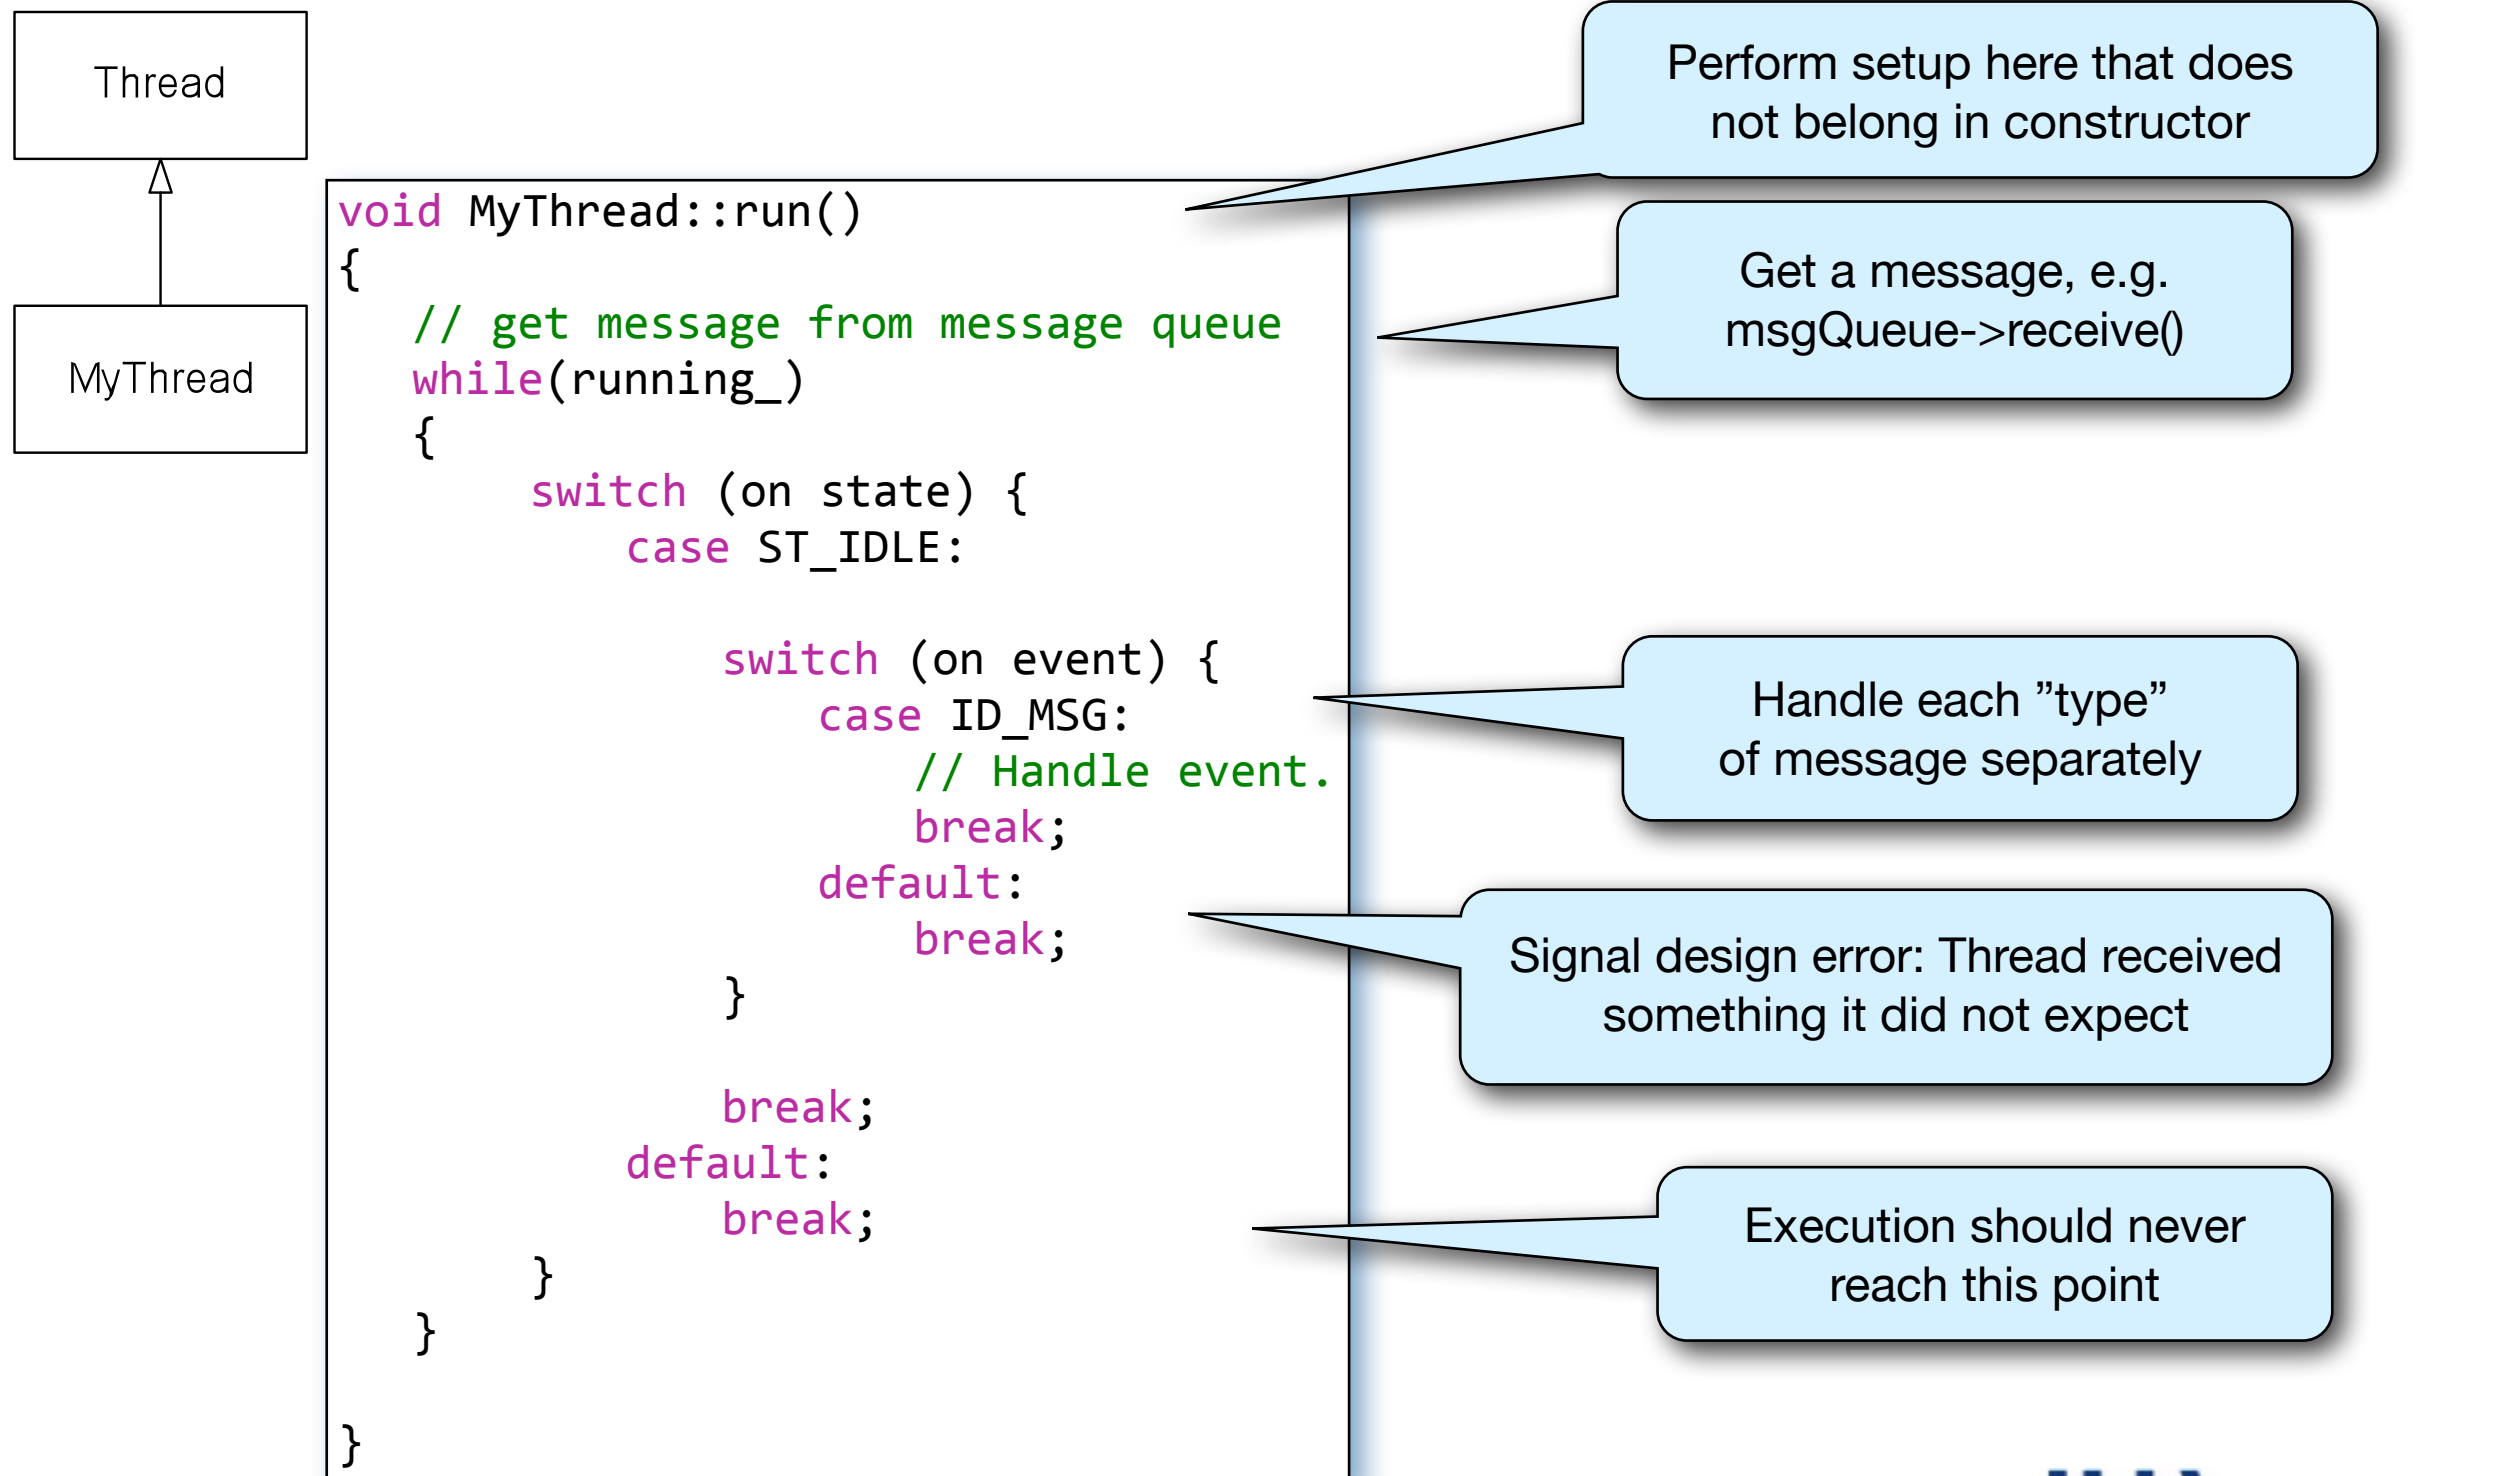 Thread
MyThread
void MyThread::run()
{
// get message from message queue
while(running_)
{
switch (on state) {
case ST_IDLE:
switch (on event) {
case ID_MSG:
// Handle event.
break;
default:
break;
}
break;
default:
break;
}
}
}
Perform setup here that does
not belong in constructor
Get a message, e.g.
msgQueue->receive()
Handle each ”type”
of message separately
Signal design error: Thread received
something it did not expect
Execution should never
reach this point